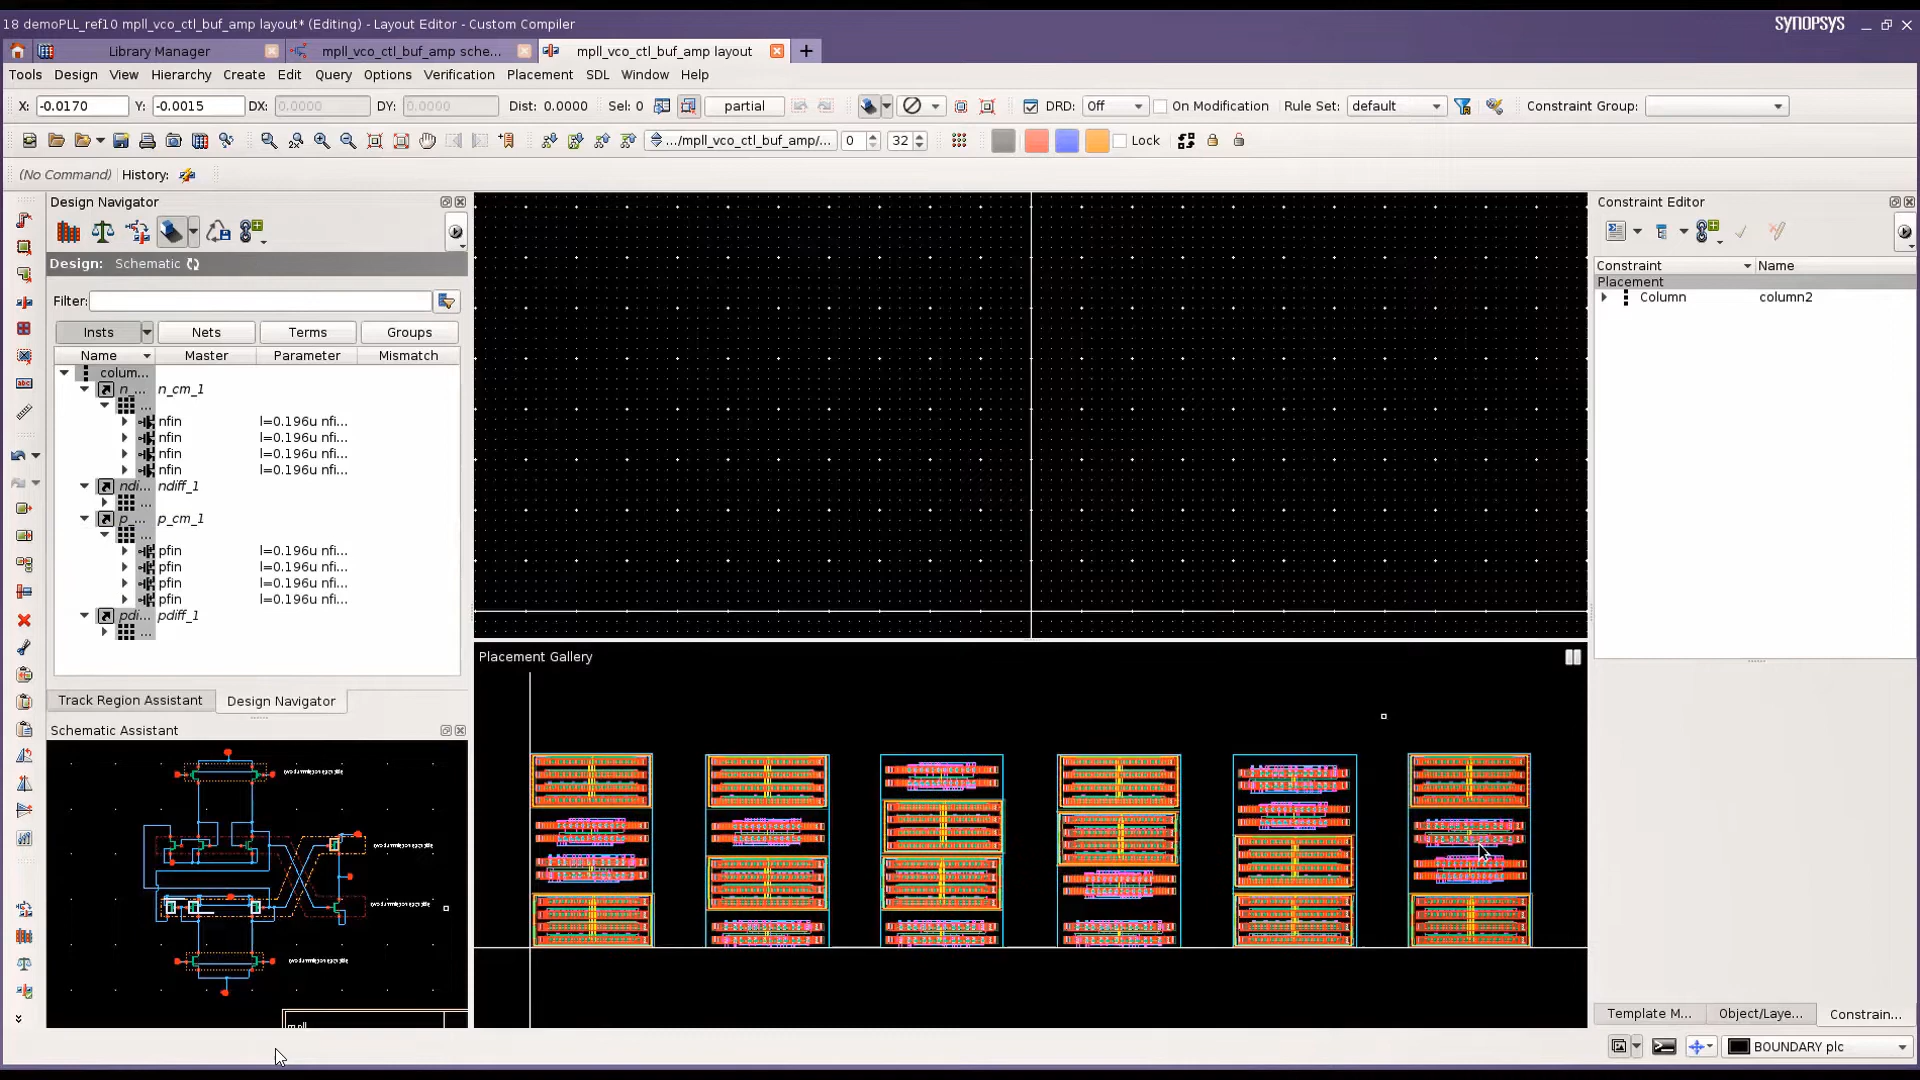 18 demoPLL_ref10 mpll_vco_ctl_buf_amp layout* (Editing) - Layout Editor - Custom Compiler
SYNOPSYS
Library Manager
mpll_vco_ctl_buf_amp sche...
mpll_vco_ctl_buf_amp layout
Tools Design View Hierarchy Create Edit Query Options Verification Placement SDL Window Help
X: -0.0170 Y: -0.0015 DX: 0.0000 DY: 0.0000 Dist: 0.0000 Sel: 0 partial DRD: Off On Modification Rule Set: default Constraint Group:
.../mpll_vco_ctl_buf_amp/... 0 32 Lock
(No Command) History:
Design Navigator
Design: Schematic
Filter:
Insts Nets Terms Groups
Name Master Parameter Mismatch
colum...
n_... n_cm_1
...
nfin l=0.196u nfi...
nfin l=0.196u nfi...
nfin l=0.196u nfi...
nfin l=0.196u nfi...
ndi... ndiff_1
...
p_... p_cm_1
...
pfin l=0.196u nfi...
pfin l=0.196u nfi...
pfin l=0.196u nfi...
pfin l=0.196u nfi...
pdi... pdiff_1
...
Track Region Assistant Design Navigator
Schematic Assistant
Placement Gallery
Constraint Editor
Constraint Name
Placement
Column column2
Template M... Object/Laye... Constrain...
BOUNDARY plc